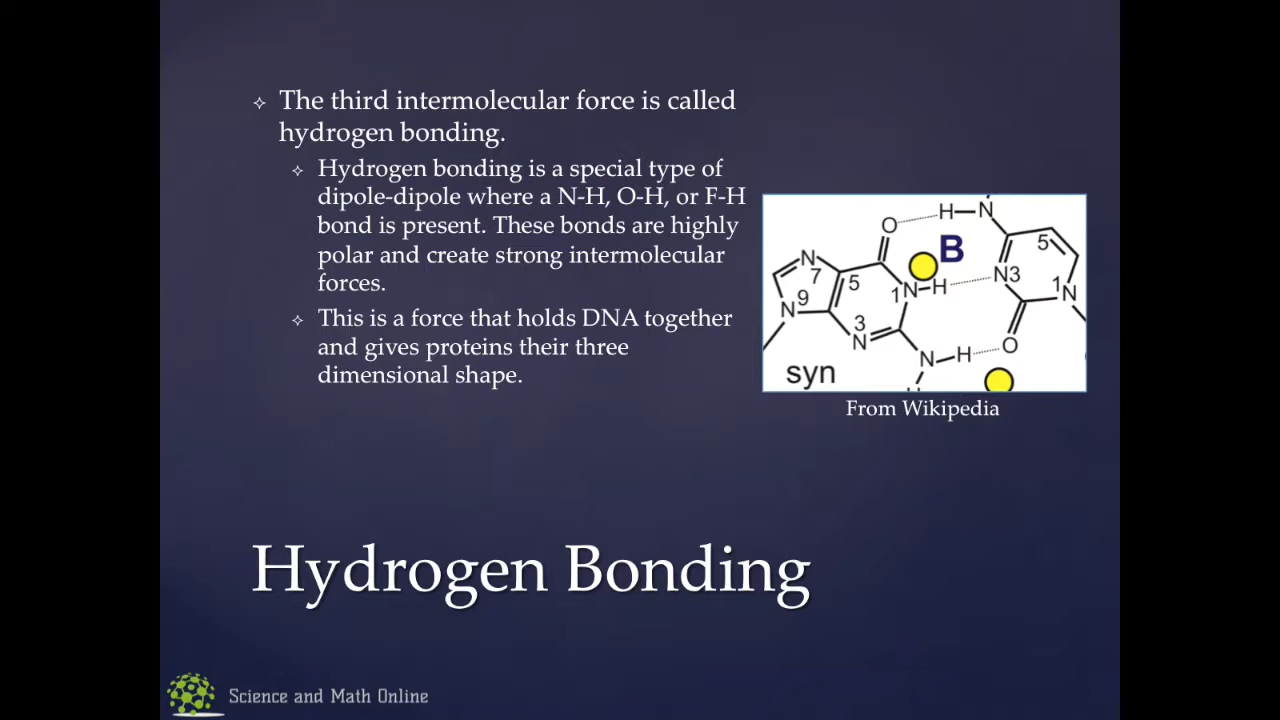 The third intermolecular force is called
hydrogen bonding.
Hydrogen bonding is a special type of
dipole-dipole where a N-H, O-H, or F-H
bond is present. These bonds are highly
polar and create strong intermolecular
forces.
This is a force that holds DNA together
and gives proteins their three
dimensional shape.
O H N
B 5
N 7 5 1 N H N3 1 N
9 N 3 N
N H O
syn
H
From Wikipedia
Hydrogen Bonding
Science and Math Online